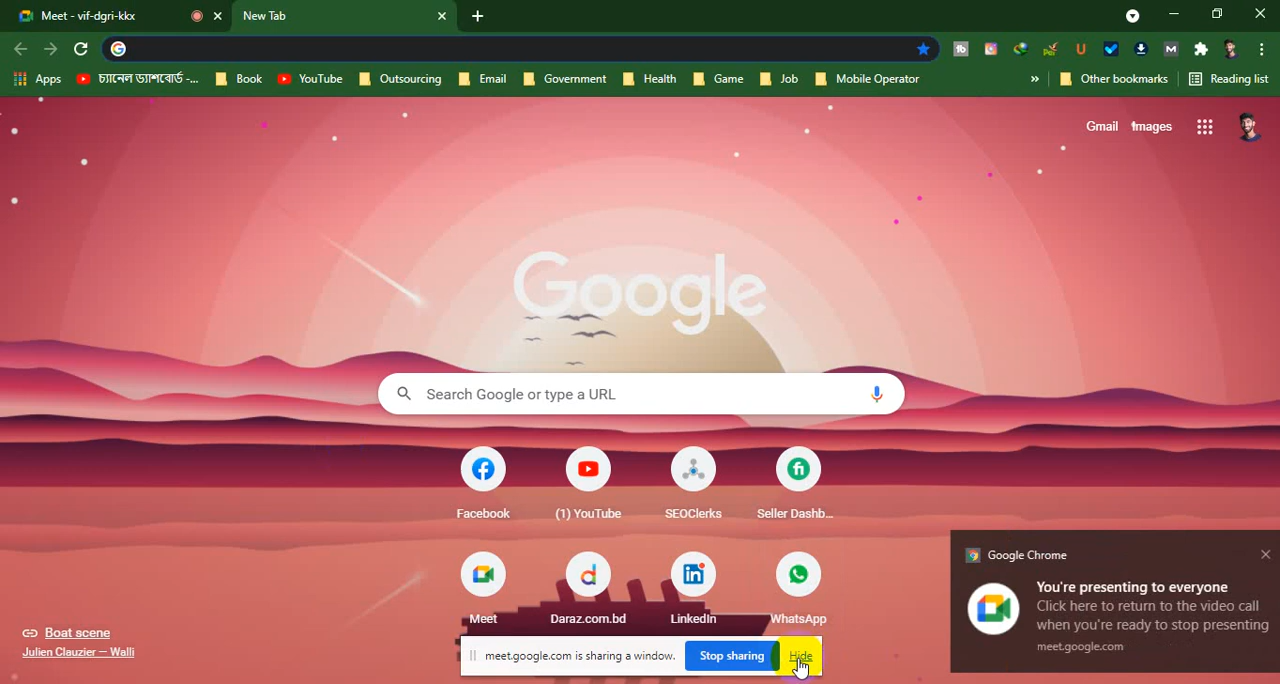 Meet - vif-dgri-kkx
New Tab
Apps
চ্যানেল ড্যাশবোর্ড -...
Book
YouTube
Outsourcing
Email
Government
Health
Game
Job
Mobile Operator
»
Other bookmarks
Reading list
Gmail
Images
Google
Search Google or type a URL
Facebook
(1) YouTube
SEOClerks
Seller Dashb...
Meet
Daraz.com.bd
LinkedIn
WhatsApp
Boat scene
Julien Clauzier — Walli
meet.google.com is sharing a window.
Stop sharing
Hide
Google Chrome
You're presenting to everyone
Click here to return to the video call
when you're ready to stop presenting
meet.google.com